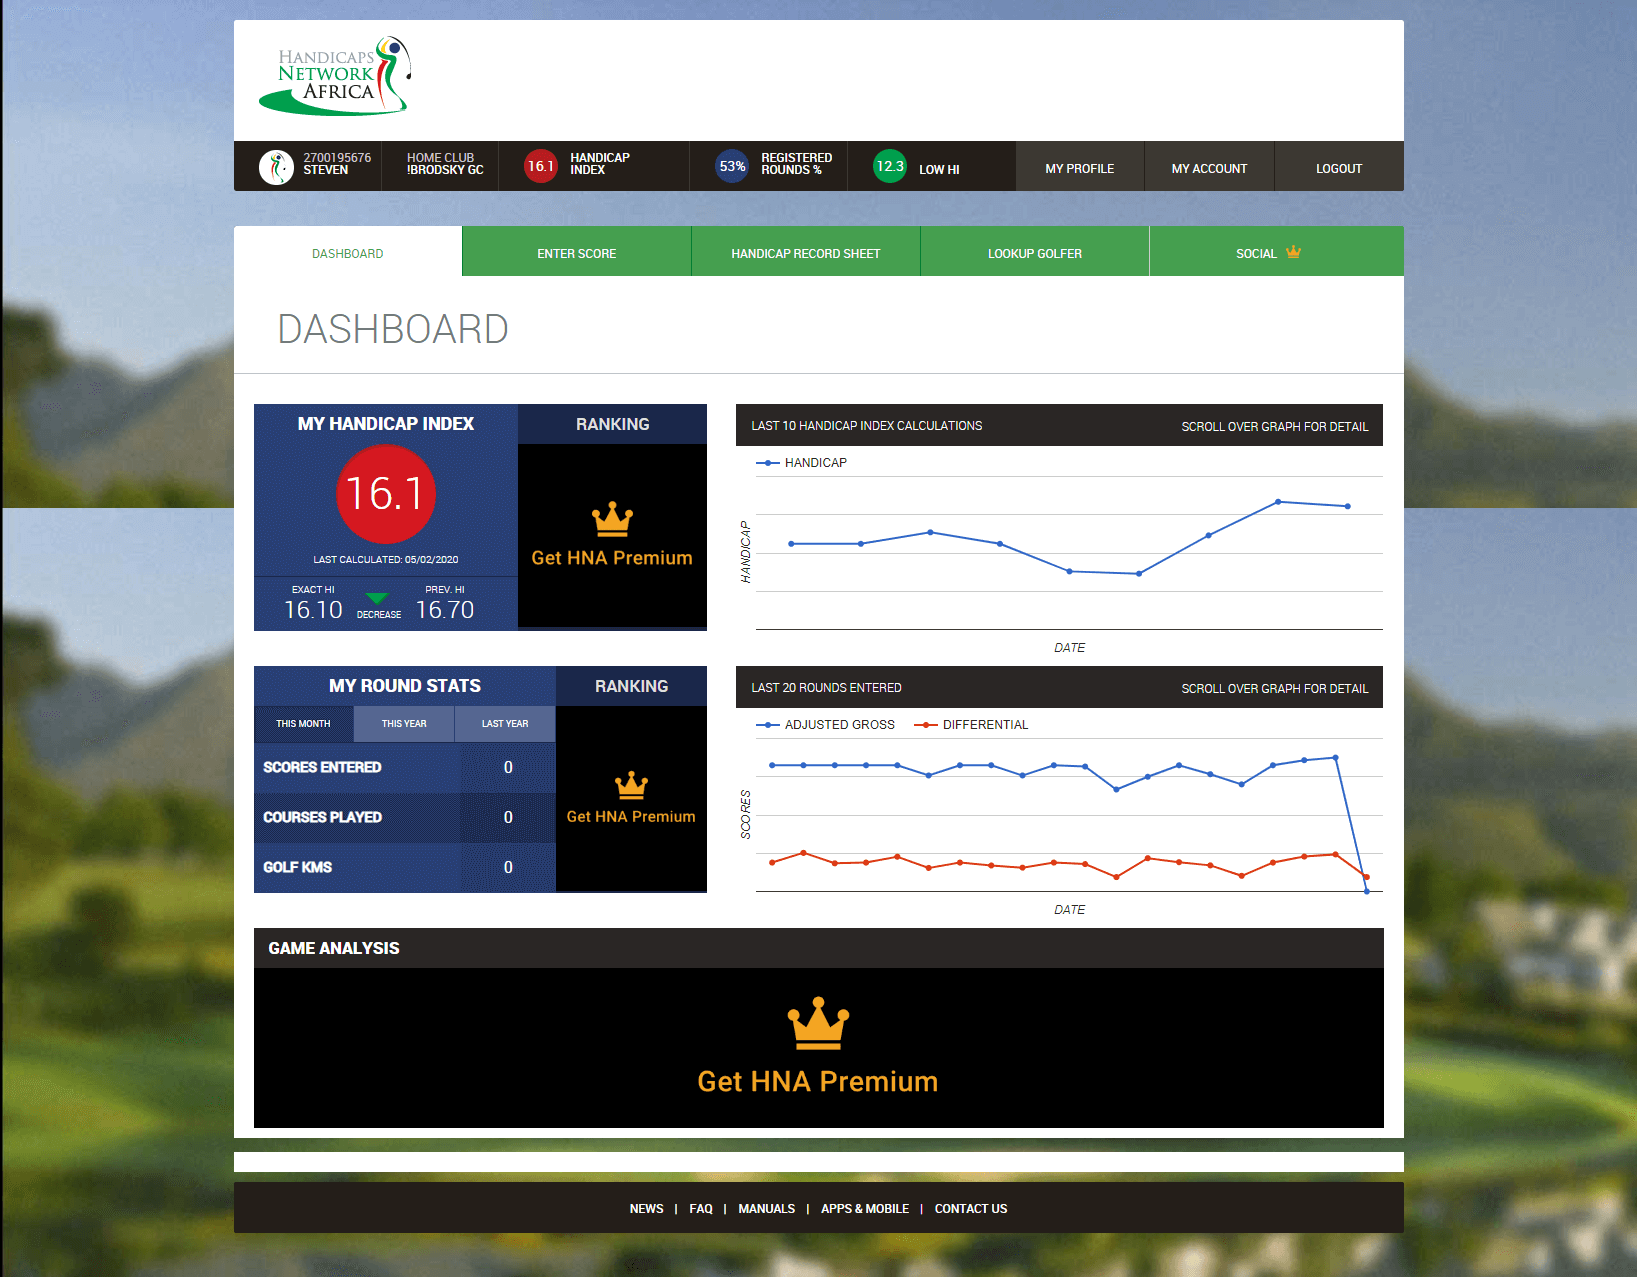 HANDICAPS
NETWORK
AFRICA
2700195676
STEVEN
HOME CLUB
!BRODSKY GC
16.1
HANDICAP
INDEX
53%
REGISTERED
ROUNDS %
12.3
LOW HI
MY PROFILE
MY ACCOUNT
LOGOUT
DASHBOARD
ENTER SCORE
HANDICAP RECORD SHEET
LOOKUP GOLFER
SOCIAL
DASHBOARD
MY HANDICAP INDEX
16.1
LAST CALCULATED: 05/02/2020
EXACT HI
16.10
DECREASE
PREV. HI
16.70
RANKING
Get HNA Premium
LAST 10 HANDICAP INDEX CALCULATIONS
SCROLL OVER GRAPH FOR DETAIL
HANDICAP
HANDICAP
DATE
MY ROUND STATS
THIS MONTH
THIS YEAR
LAST YEAR
SCORES ENTERED 0
COURSES PLAYED 0
GOLF KMS 0
RANKING
Get HNA Premium
LAST 20 ROUNDS ENTERED
SCROLL OVER GRAPH FOR DETAIL
ADJUSTED GROSS
DIFFERENTIAL
SCORES
DATE
GAME ANALYSIS
Get HNA Premium
NEWS | FAQ | MANUALS | APPS & MOBILE | CONTACT US